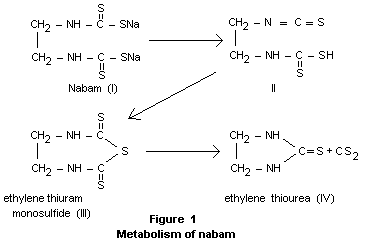 S
CH2 – NH – C – SNa
CH2 – NH – C – SNa
S
Nabam (I)
CH2 – N = C = S
CH2 – NH – C – SH
S
II
S
CH2 – NH – C
S
CH2 – NH – C
S
ethylene thiuram
monosulfide (III)
CH2 – NH
C=S + CS2
CH2 – NH
ethylene thiourea (IV)
Figure 1
Metabolism of nabam